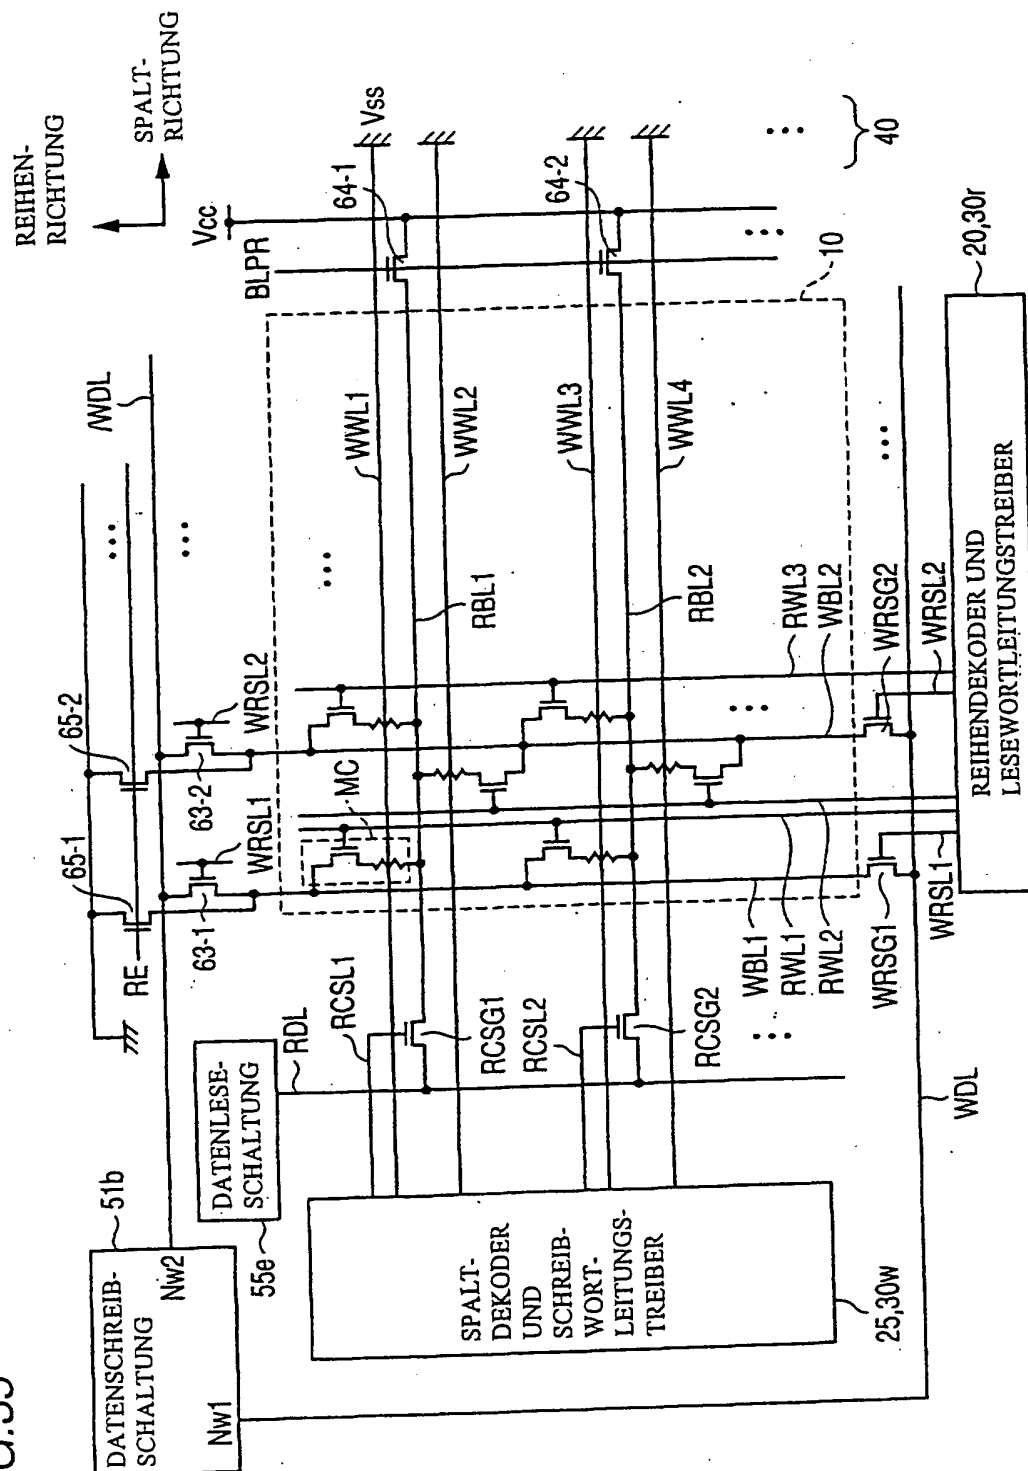 REIHEN-
RICHTUNG
SPALT-
RICHTUNG
Vcc
BLPR
Vss
64-1
64-2
40
10
20,30r
/WDL
WWL1
WWL2
WWL3
WWL4
RBL1
RBL2
RWL3
WBL2
WRSG2
WRSL2
65-2
WRSL2
63-2
65-1
WRSL1
63-1
MC
RE
WBL1
RWL1
RWL2
WRSG1
WRSL1
REIHENDEKODER UND
LESEWORTLEITUNGSTREIBER
RCSL1
RDL
RCSG1
RCSL2
RCSG2
WDL
DATENLESE-
SCHALTUNG
55e
51b
DATENSCHREIB-
SCHALTUNG
Nw2
Nw1
SPALT-
DEKODER
UND
SCHREIB-
WORT-
LEITUNGS-
TREIBER
25,30w